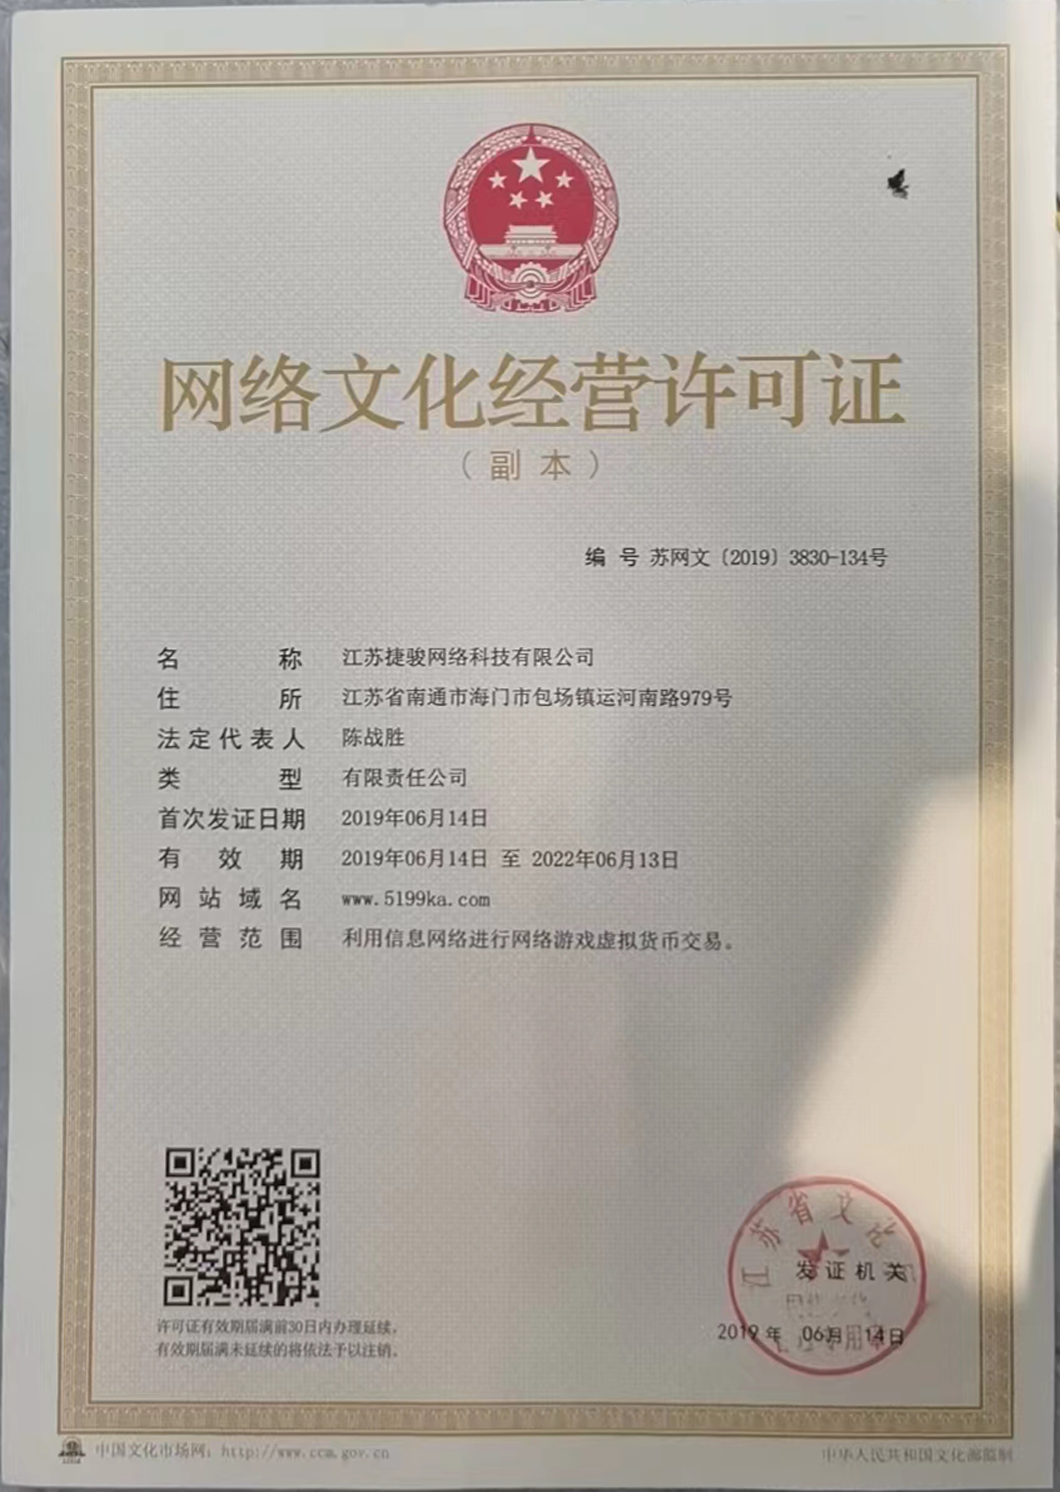 网络文化经营许可证
（副本）
编 号 苏网文〔2019〕3830-134号
名 称 江苏捷骏网络科技有限公司
住 所 江苏省南通市海门市包场镇运河南路979号
法定代表人 陈战胜
类 型 有限责任公司
首次发证日期 2019年06月14日
有 效 期 2019年06月14日 至 2022年06月13日
网 站 域 名 www.5199ka.com
经 营 范 围 利用信息网络进行网络游戏虚拟货币交易。
江苏省文化
发证机关
2019 年 06月 14日
许可证有效期届满前30日内办理延续，
有效期届满未延续的将依法予以注销。
中国文化市场网：http://www.ccm.gov.cn
中华人民共和国文化部监制